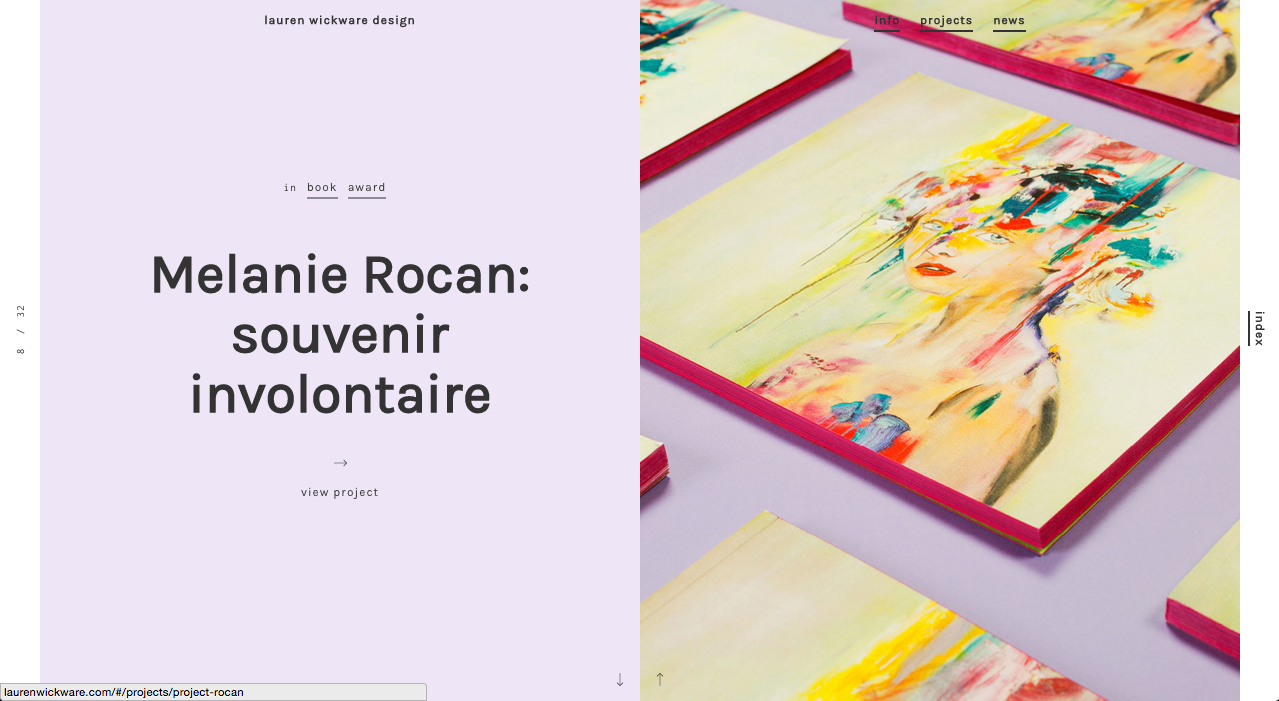 lauren wickware design
info projects news
in book award
Melanie Rocan:
souvenir
involontaire
→
view project
8 / 32
index
↓ ↑
laurenwickware.com/#/projects/project-rocan